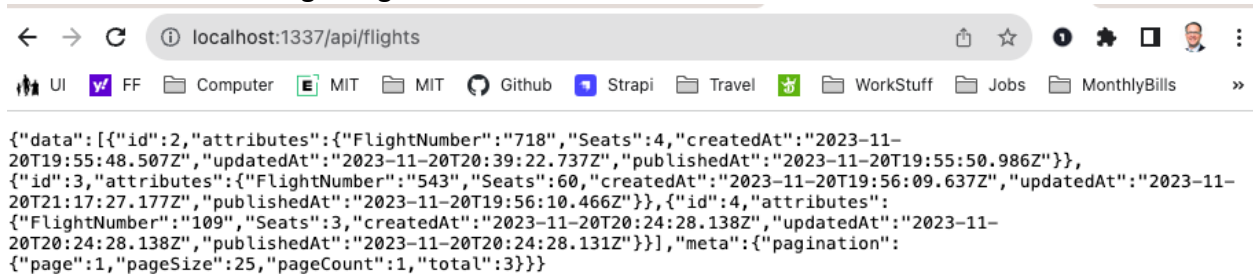 localhost:1337/api/flights
UI FF Computer MIT MIT Github Strapi Travel WorkStuff Jobs MonthlyBills »
{"data":[{"id":2,"attributes":{"FlightNumber":"718","Seats":4,"createdAt":"2023-11-
20T19:55:48.507Z","updatedAt":"2023-11-20T20:39:22.737Z","publishedAt":"2023-11-20T19:55:50.986Z"}},
{"id":3,"attributes":{"FlightNumber":"543","Seats":60,"createdAt":"2023-11-20T19:56:09.637Z","updatedAt":"2023-11-
20T21:17:27.177Z","publishedAt":"2023-11-20T19:56:10.466Z"}},{"id":4,"attributes":
{"FlightNumber":"109","Seats":3,"createdAt":"2023-11-20T20:24:28.138Z","updatedAt":"2023-11-
20T20:24:28.138Z","publishedAt":"2023-11-20T20:24:28.131Z"}}],"meta":{"pagination":
{"page":1,"pageSize":25,"pageCount":1,"total":3}}}